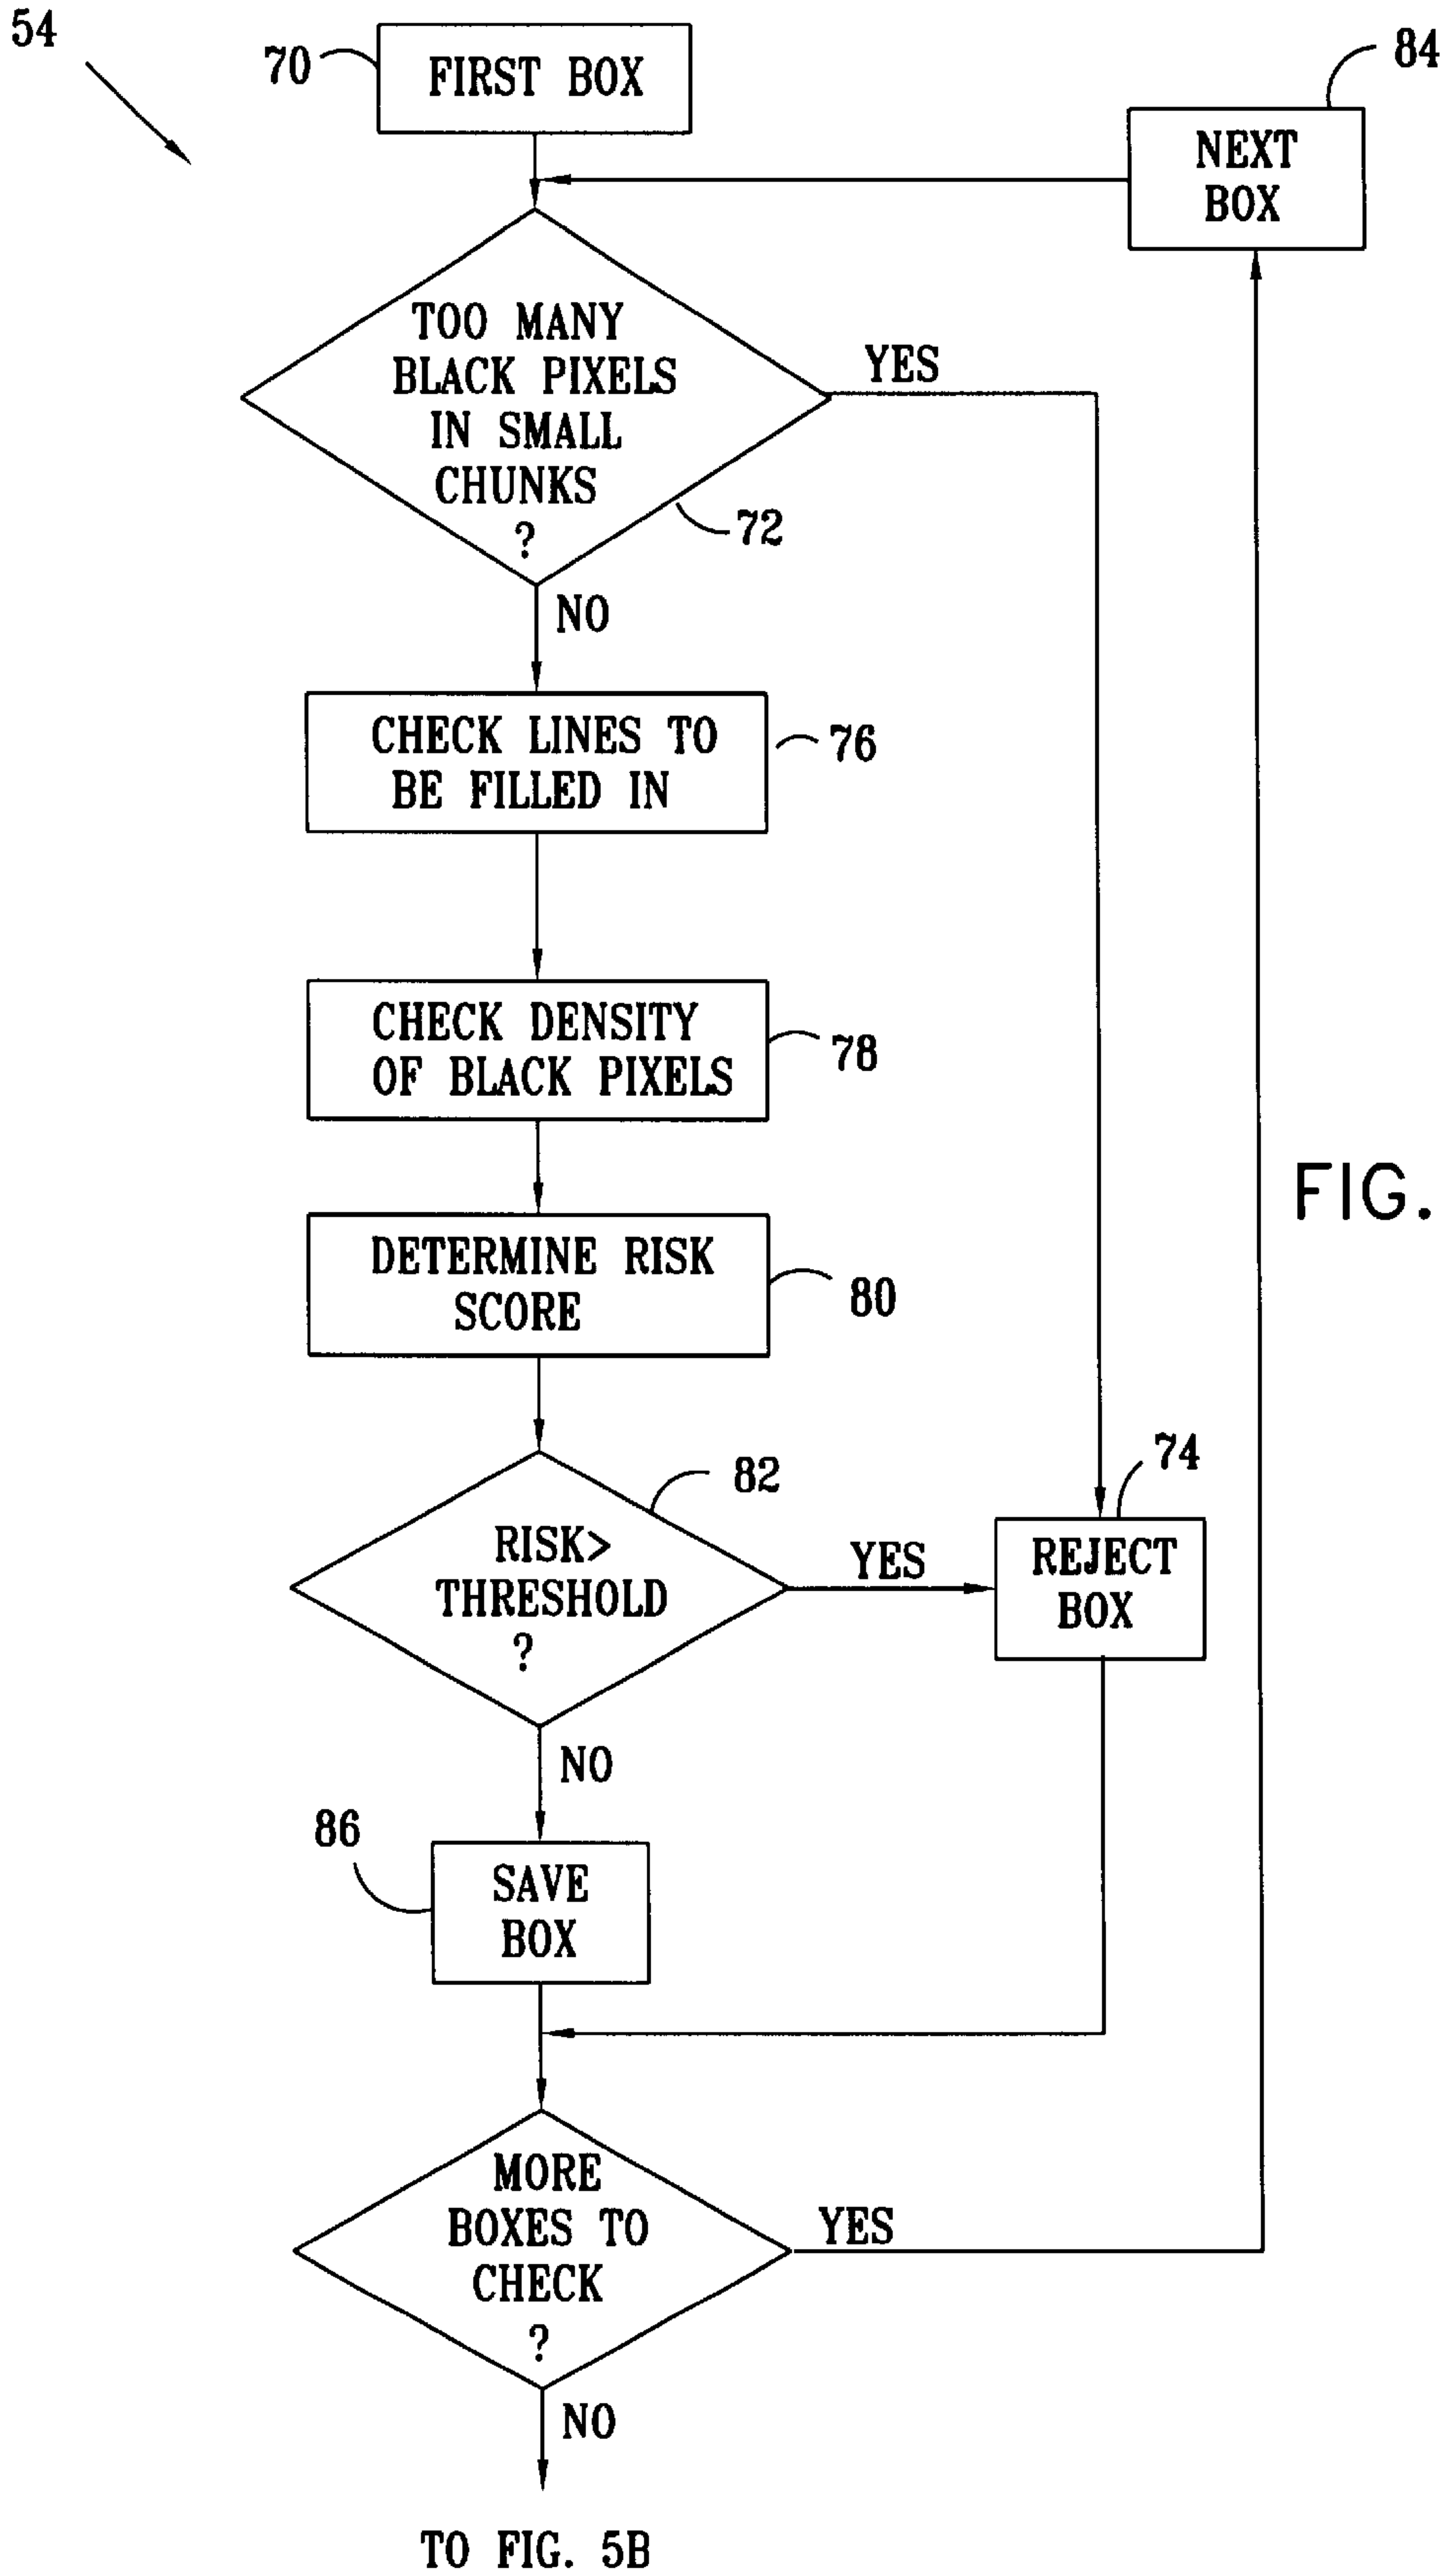 54
70
FIRST BOX
84
NEXT
BOX
TOO MANY
BLACK PIXELS
IN SMALL
CHUNKS
?
YES
72
NO
CHECK LINES TO
BE FILLED IN
76
CHECK DENSITY
OF BLACK PIXELS
78
FIG.
DETERMINE RISK
SCORE
80
82
RISK>
THRESHOLD
?
YES
74
REJECT
BOX
NO
86
SAVE
BOX
MORE
BOXES TO
CHECK
?
YES
NO
TO FIG. 5B